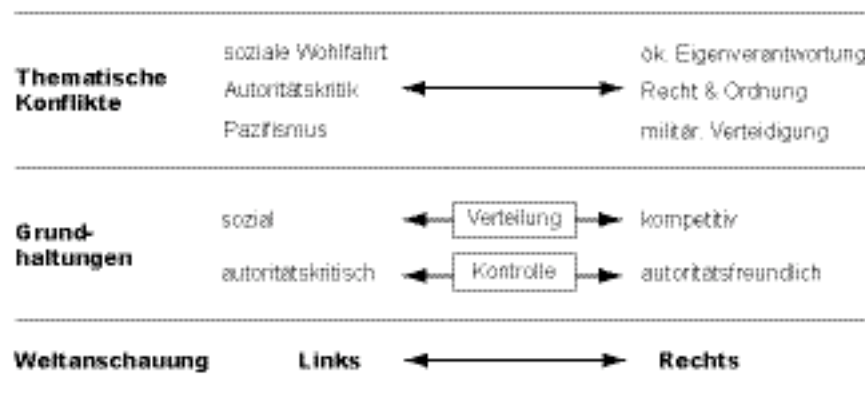 soziale Wohlfahrt
ök. Eigenverantwortung
Thematische
Konflikte
Autoritätskritik
Recht & Ordnung
Pazifismus
militär. Verteidigung
Grund-
haltungen
sozial
Verteilung
kompetitiv
autoritätskritisch
Kontrolle
autoritätsfreundlich
Weltanschauung
Links
Rechts